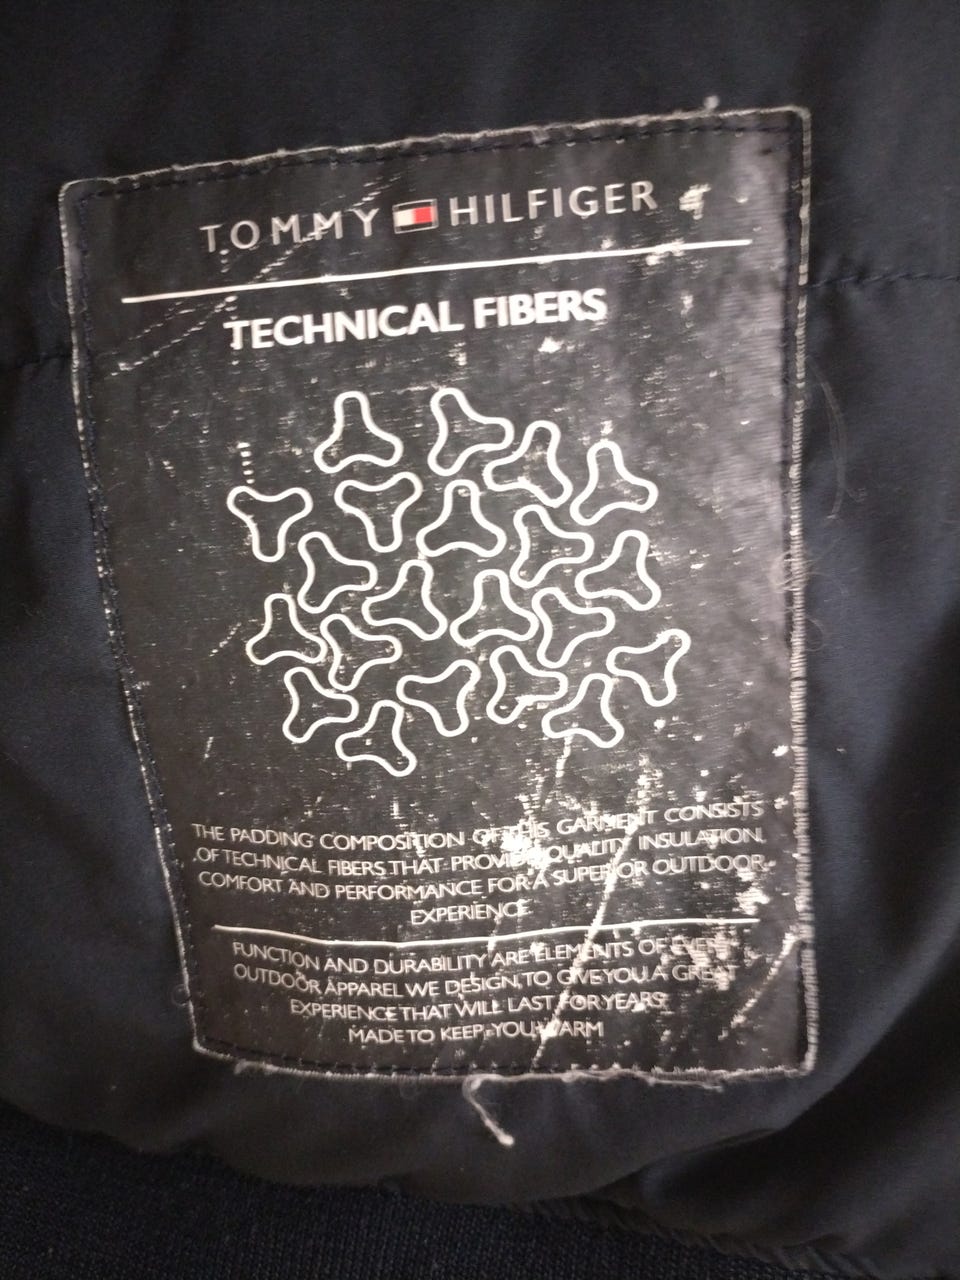 TOMMY HILFIGER
TECHNICAL FIBERS
THE PADDING COMPOSITION OF THIS GARMENT CONSISTS
OF TECHNICAL FIBERS THAT PROVIDE QUALITY INSULATION,
COMFORT AND PERFORMANCE FOR A SUPERIOR OUTDOOR
EXPERIENCE.
FUNCTION AND DURABILITY ARE ELEMENTS OF EVERY
OUTDOOR APPAREL WE DESIGN, TO GIVE YOU A GREAT
EXPERIENCE THAT WILL LAST FOR YEARS
MADE TO KEEP YOU WARM